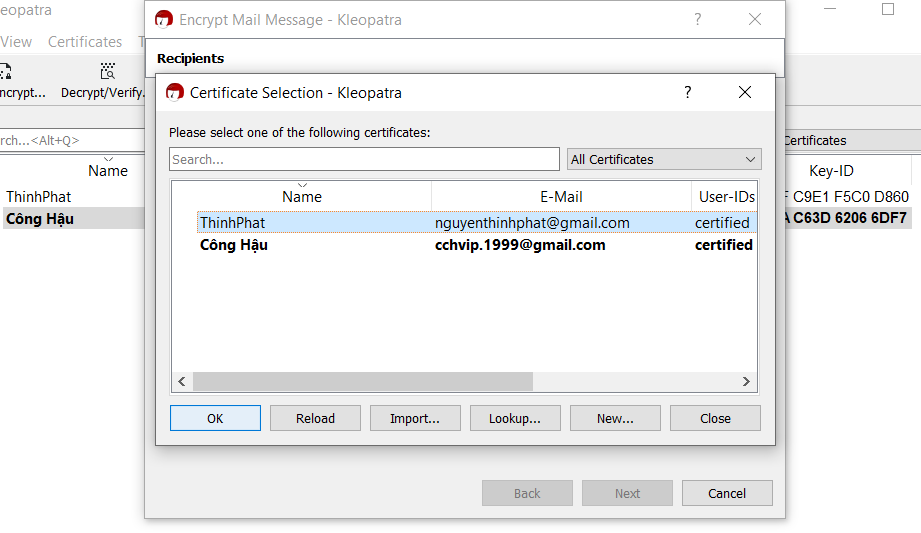 eopatra
Encrypt Mail Message - Kleopatra
?
View Certificates T
Recipients
ncrypt... Decrypt/Verify.
Certificate Selection - Kleopatra
?
rch...<Alt+Q>
Please select one of the following certificates:
Certificates
Search...
All Certificates
Name
Key-ID
Name E-Mail User-IDs
ThinhPhat
F C9E1 F5C0 D860
Công Hậu
A C63D 6206 6DF7
ThinhPhat nguyenthinhphat@gmail.com certified
Công Hậu cchvip.1999@gmail.com certified
OK Reload Import... Lookup... New... Close
Back Next Cancel